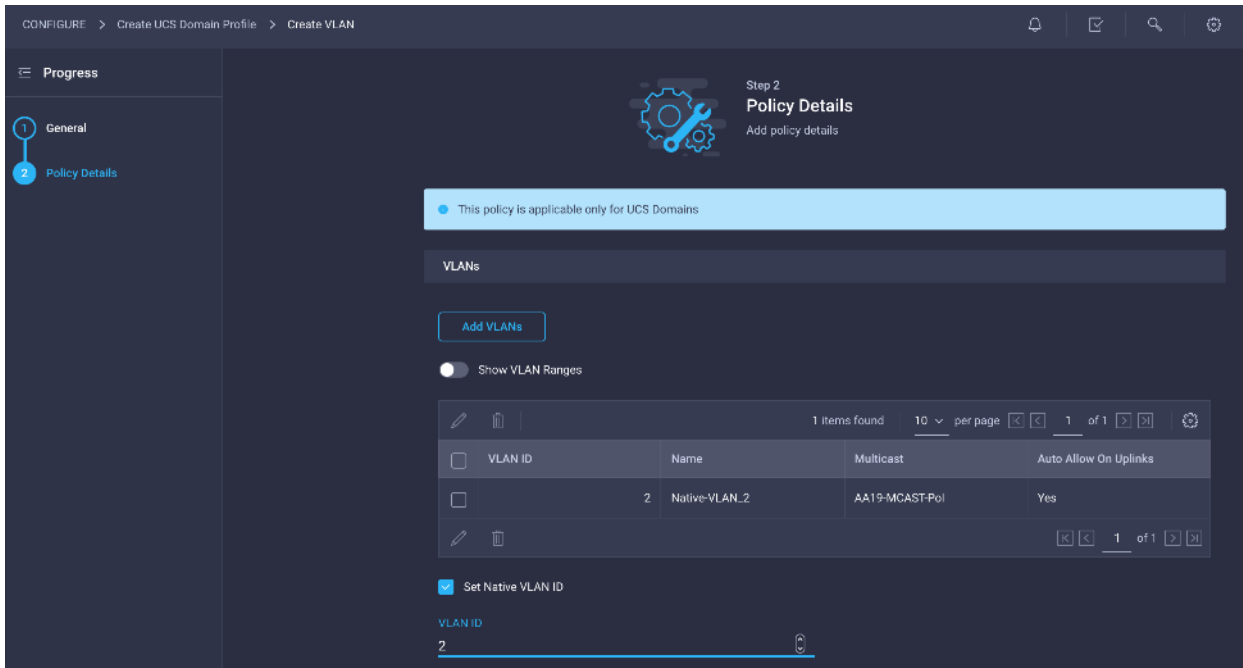 CONFIGURE > Create UCS Domain Profile > Create VLAN
Progress
1 General
2 Policy Details
Step 2
Policy Details
Add policy details
This policy is applicable only for UCS Domains
VLANs
Add VLANs
Show VLAN Ranges
1 items found 10 per page 1 of 1
VLAN ID Name Multicast Auto Allow On Uplinks
2 Native-VLAN_2 AA19-MCAST-Pol Yes
1 of 1
Set Native VLAN ID
VLAN ID
2